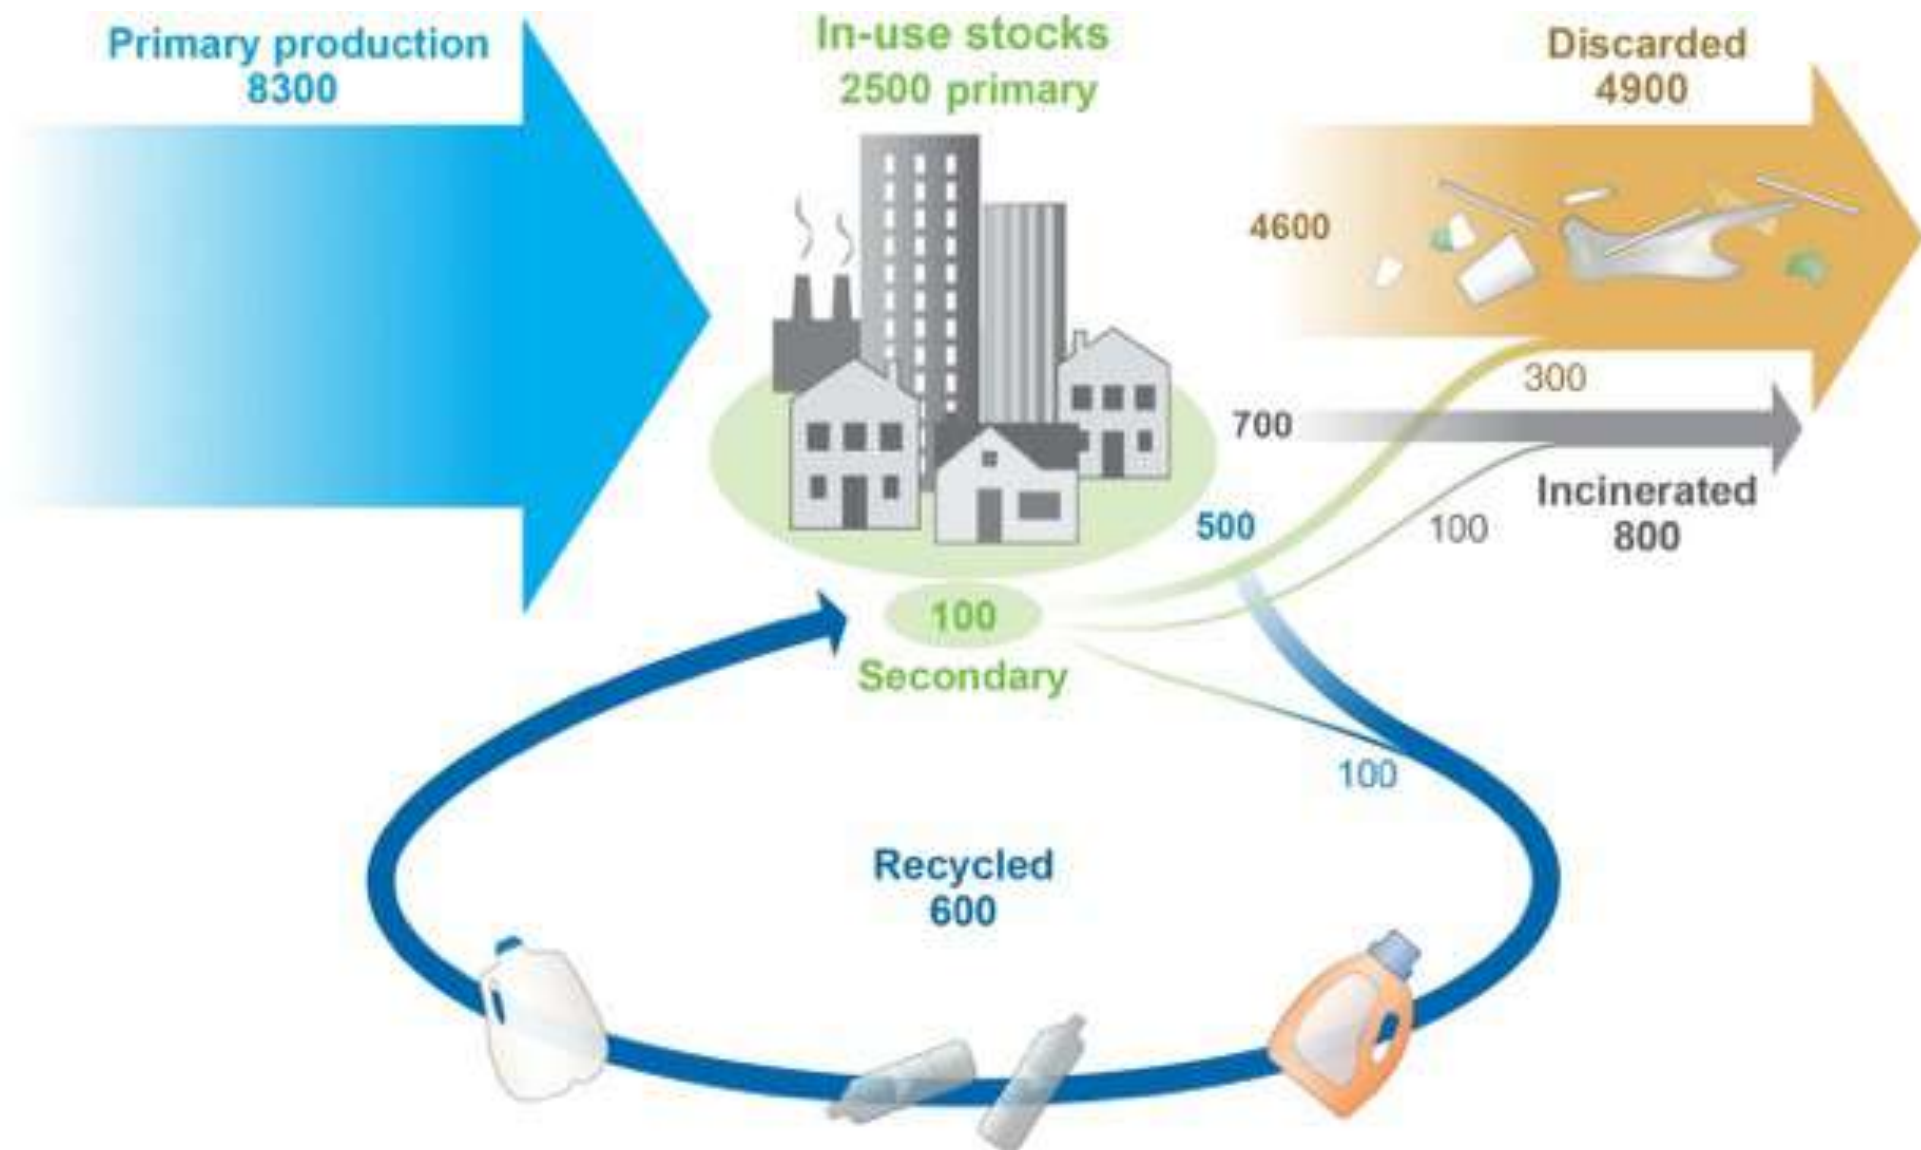 Primary production
8300
In-use stocks
2500 primary
Discarded
4900
4600
300
700
Incinerated
800
500
100
100
Secondary
100
Recycled
600